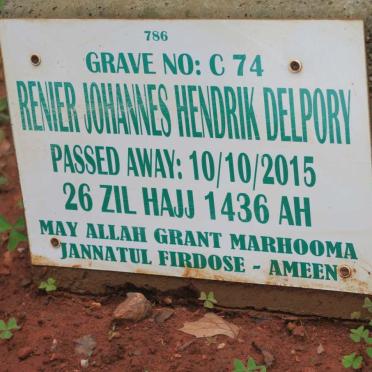 786
GRAVE NO: C 74
RENIER JOHANNES HENDRIK DELPORY
PASSED AWAY: 10/10/2015
26 ZIL HAJJ 1436 AH
MAY ALLAH GRANT MARHOOMA
JANNATUL FIRDOSE - AMEEN